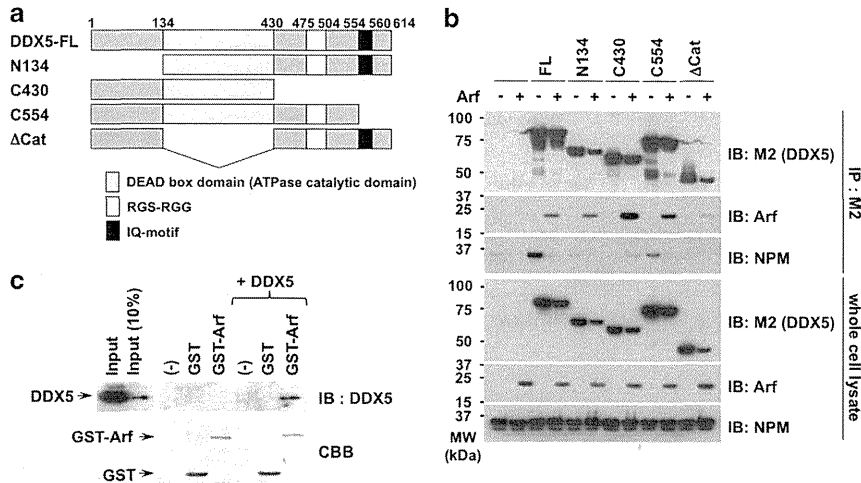 a
1 134 430 475 504 554 560 614
DDX5-FL
N134
C430
C554
ΔCat
DEAD box domain (ATPase catalytic domain)
RGS-RGG
IQ-motif
b
FL N134 C430 C554 ΔCat
Arf - + - + - + - + - + - +
100
75
50
37
25
15
37
IB: M2 (DDX5)
IB: Arf
IB: NPM
IP : M2
100
75
50
37
25
15
37
MW
(kDa)
IB: M2 (DDX5)
IB: Arf
IB: NPM
whole cell lysate
c
+ DDX5
Input Input (10%) (-) GST GST-Arf (-) GST GST-Arf
DDX5
IB : DDX5
GST-Arf
CBB
GST